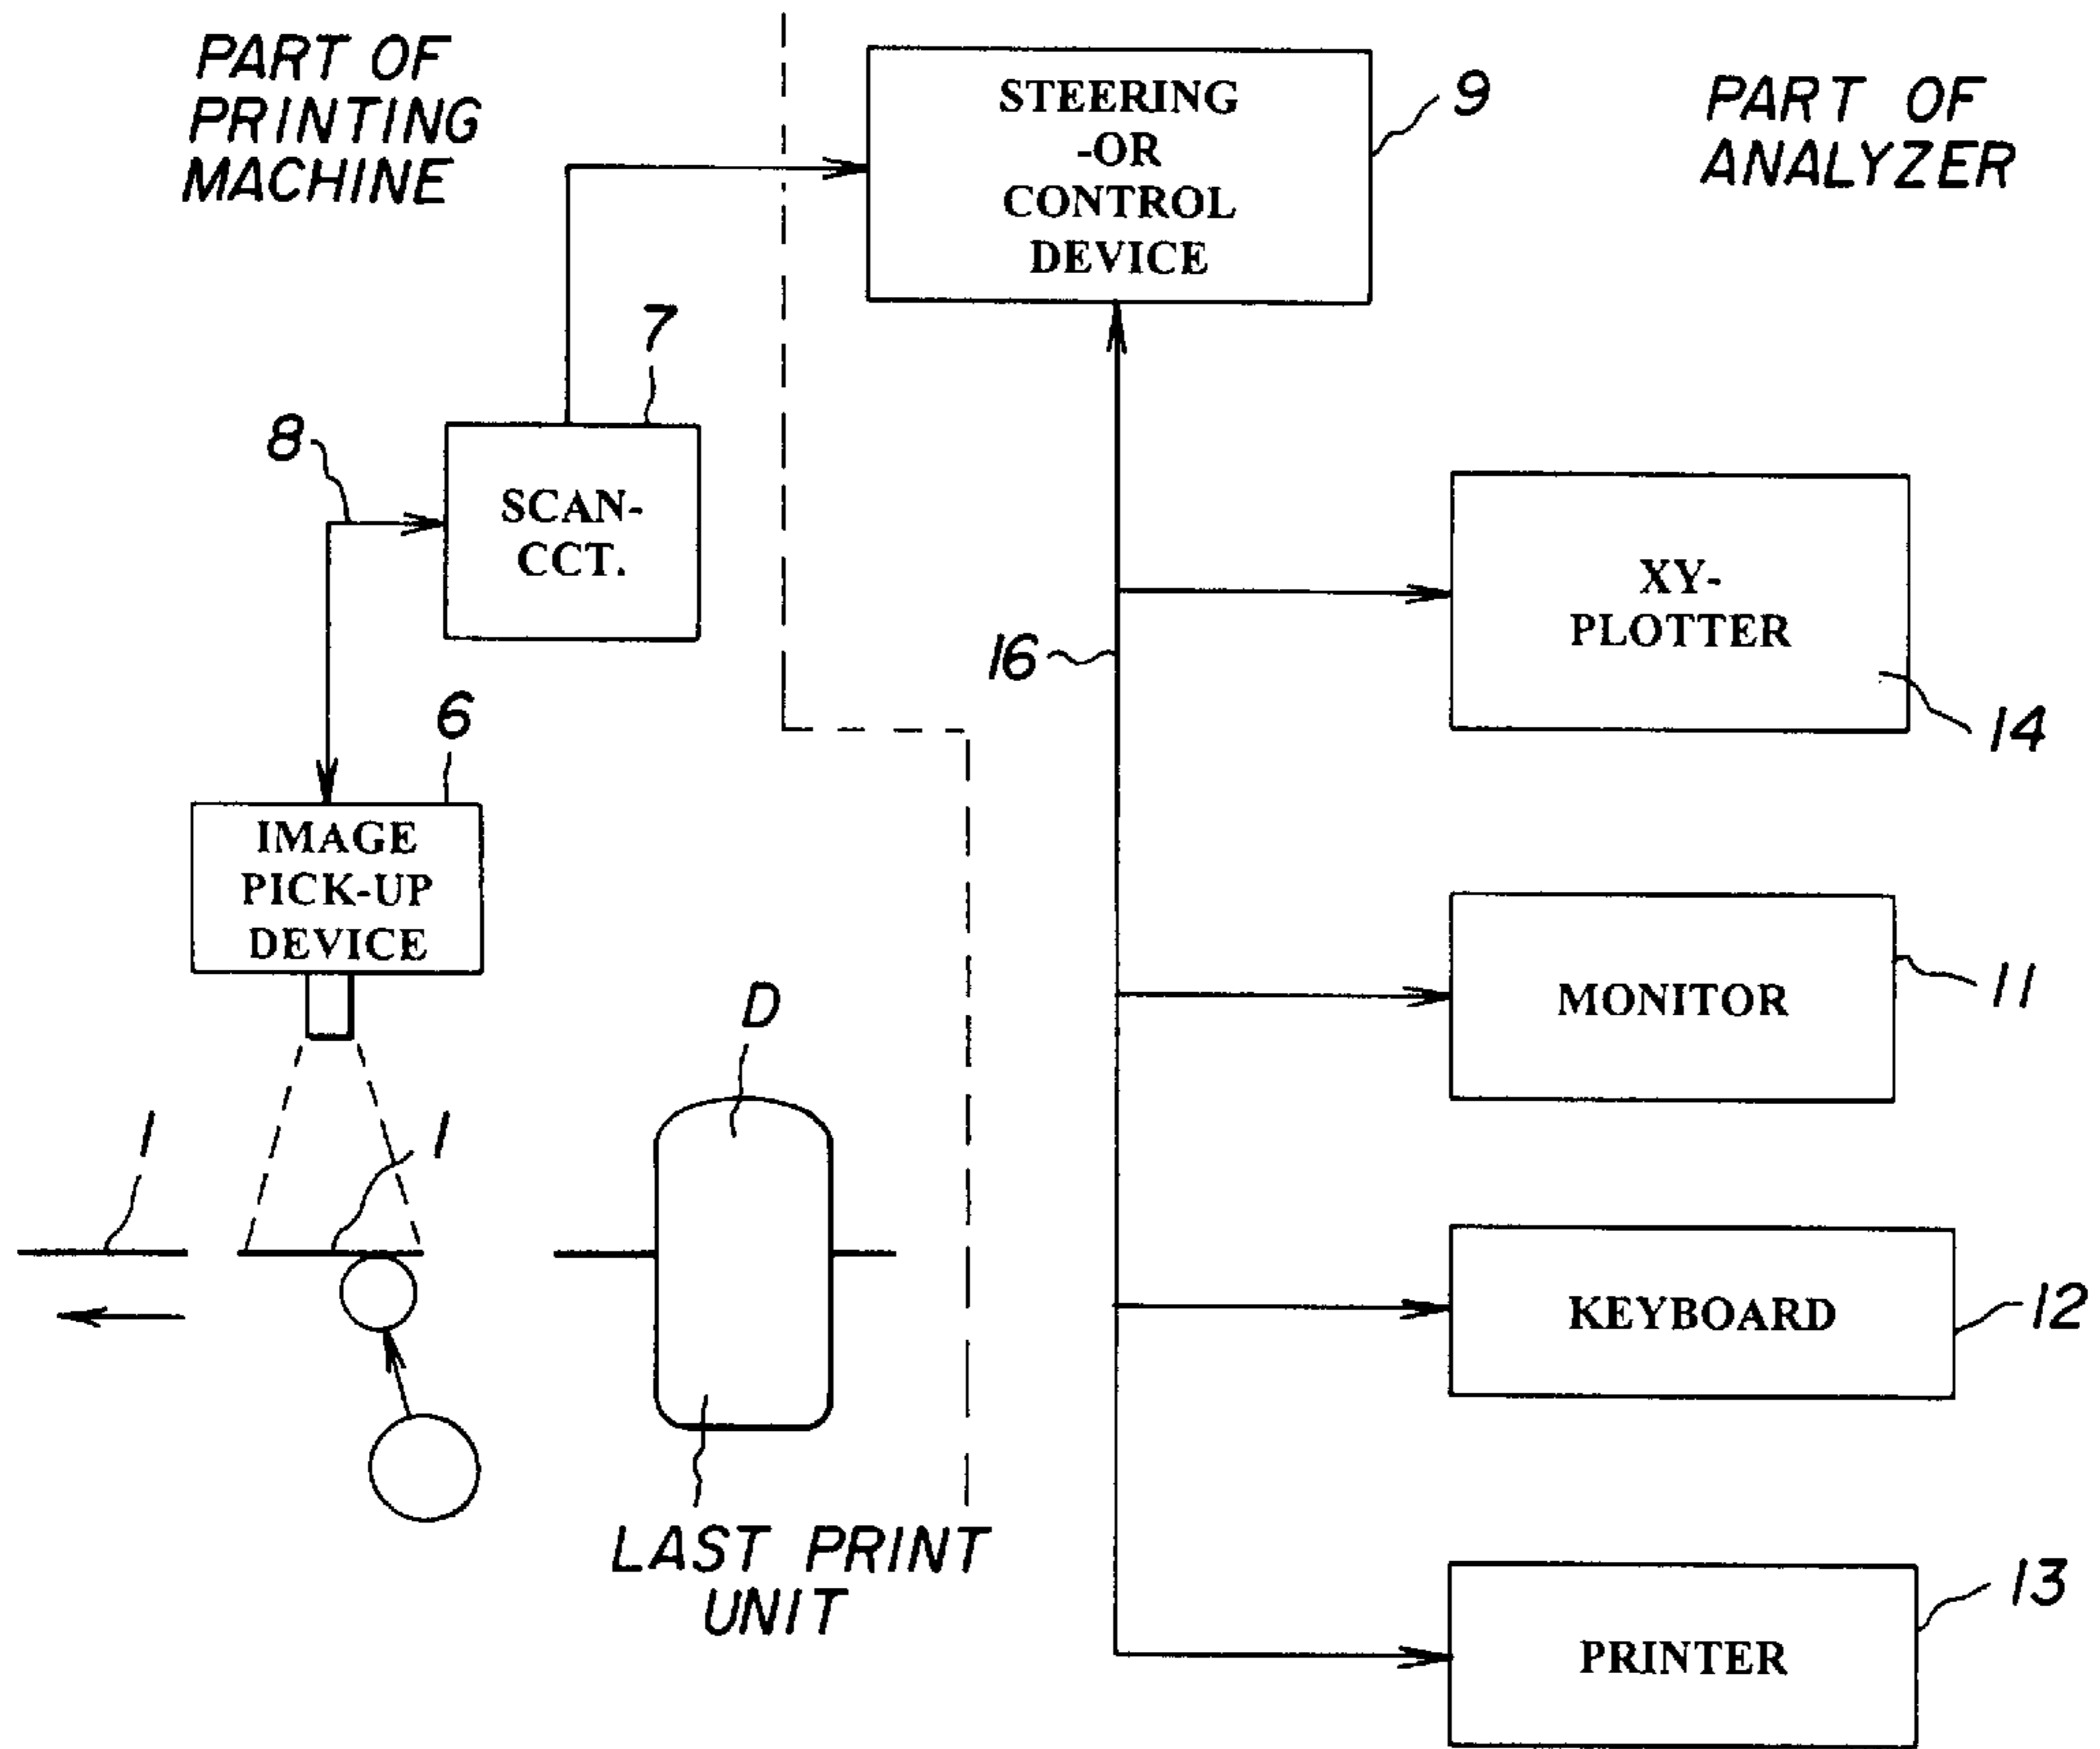 PART OF
PRINTING
MACHINE
STEERING
-OR
CONTROL
DEVICE
9
PART OF
ANALYZER
7
8
SCAN-
CCT.
XY-
PLOTTER
16
14
6
IMAGE
PICK-UP
DEVICE
D
MONITOR
11
1
1
KEYBOARD
12
LAST PRINT
UNIT
PRINTER
13